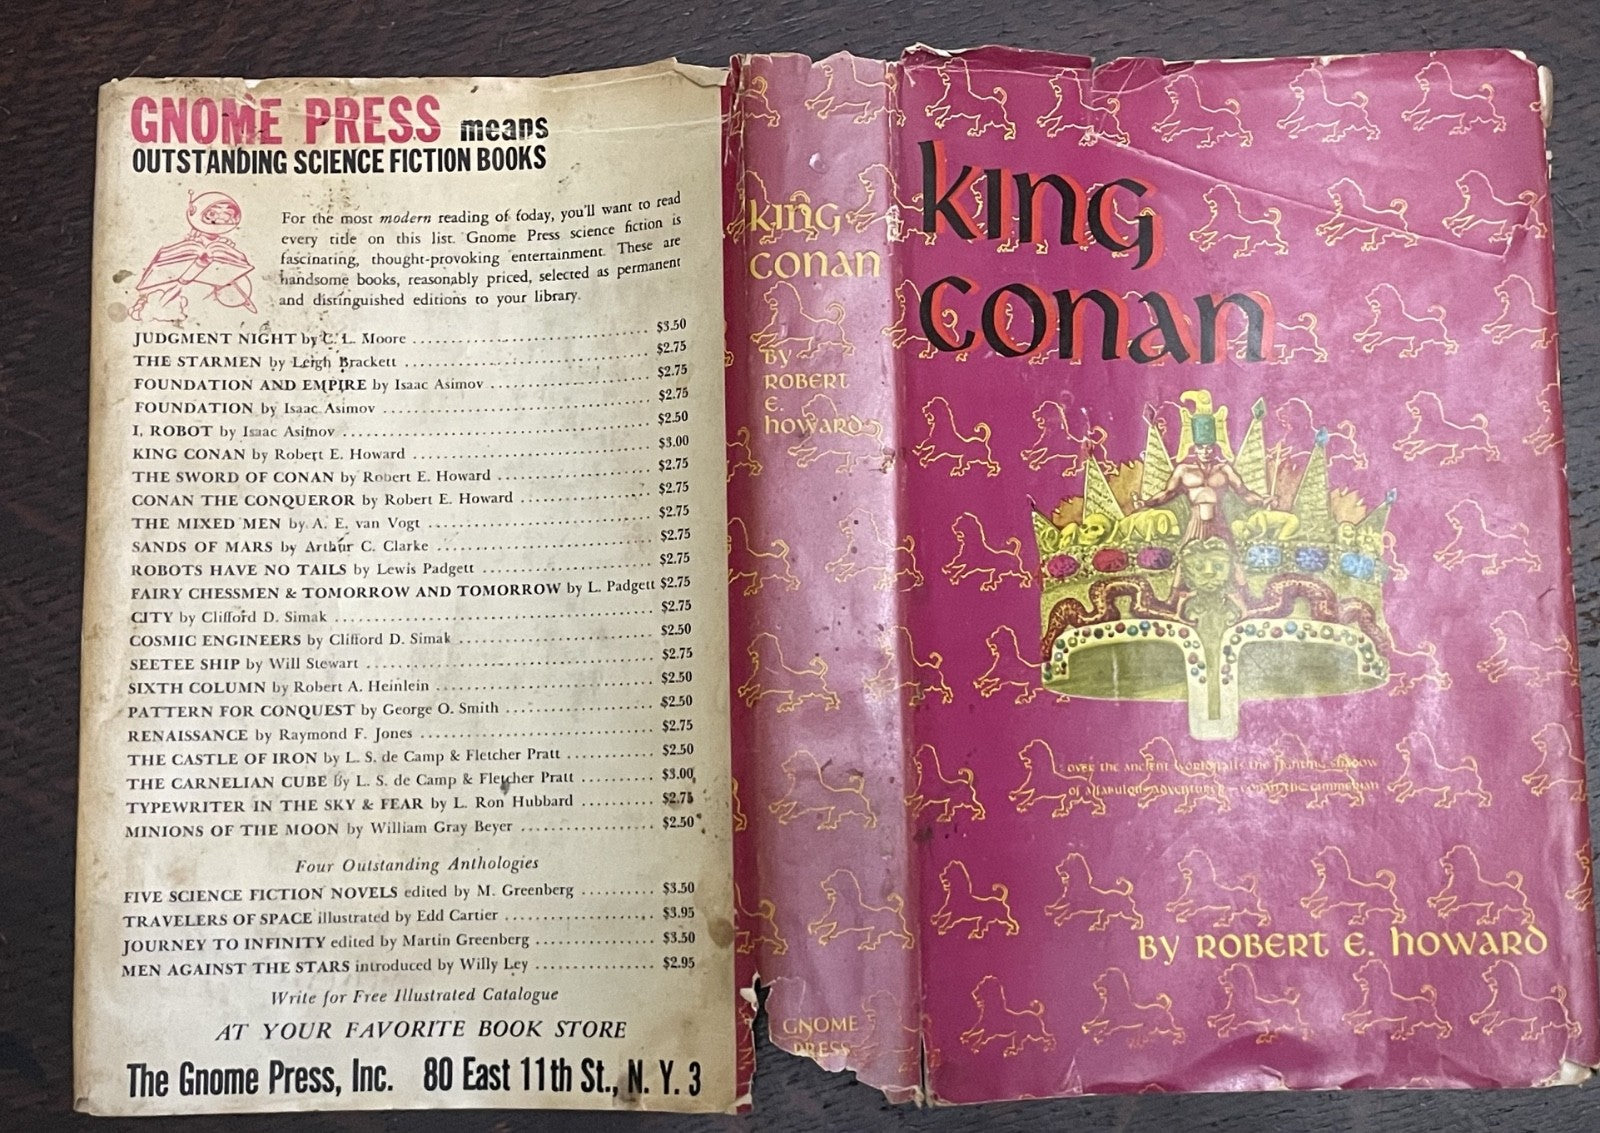 GNOME PRESS means
OUTSTANDING SCIENCE FICTION BOOKS
For the most modern reading of today, you'll want to read
every title on this list. Gnome Press science fiction is
fascinating, thought-provoking entertainment. These are
handsome books, reasonably priced, selected as permanent
and distinguished editions to your library.
JUDGMENT NIGHT by C. L. Moore $3.50
THE STARMEN by Leigh Brackett $2.75
FOUNDATION AND EMPIRE by Isaac Asimov $2.75
FOUNDATION by Isaac Asimov $2.75
I, ROBOT by Isaac Asimov $2.50
KING CONAN by Robert E. Howard $3.00
THE SWORD OF CONAN by Robert E. Howard $2.75
CONAN THE CONQUEROR by Robert E. Howard $2.75
THE MIXED MEN by A. E. van Vogt $2.75
SANDS OF MARS by Arthur C. Clarke $2.75
ROBOTS HAVE NO TAILS by Lewis Padgett $2.75
FAIRY CHESSMEN & TOMORROW AND TOMORROW by L. Padgett $2.75
CITY by Clifford D. Simak $2.75
COSMIC ENGINEERS by Clifford D. Simak $2.50
SEETEE SHIP by Will Stewart $2.75
SIXTH COLUMN by Robert A. Heinlein $2.50
PATTERN FOR CONQUEST by George O. Smith $2.50
RENAISSANCE by Raymond F. Jones $2.75
THE CASTLE OF IRON by L. S. de Camp & Fletcher Pratt $2.50
THE CARNELIAN CUBE by L. S. de Camp & Fletcher Pratt $3.00
TYPEWRITER IN THE SKY & FEAR by L. Ron Hubbard $2.75
MINIONS OF THE MOON by William Gray Beyer $2.50
Four Outstanding Anthologies
FIVE SCIENCE FICTION NOVELS edited by M. Greenberg $3.50
TRAVELERS OF SPACE illustrated by Edd Cartier $3.95
JOURNEY TO INFINITY edited by Martin Greenberg $3.50
MEN AGAINST THE STARS introduced by Willy Ley $2.95
Write for Free Illustrated Catalogue
AT YOUR FAVORITE BOOK STORE
The Gnome Press, Inc. 80 East 11th St., N. Y. 3
King
Conan
BY
ROBERT
E.
HOWARD
GNOME
PRESS
King
Conan
over the ancient world falls the fighting shadow
of a fabulous adventurer—Conan the Cimmerian
BY ROBERT E. HOWARD